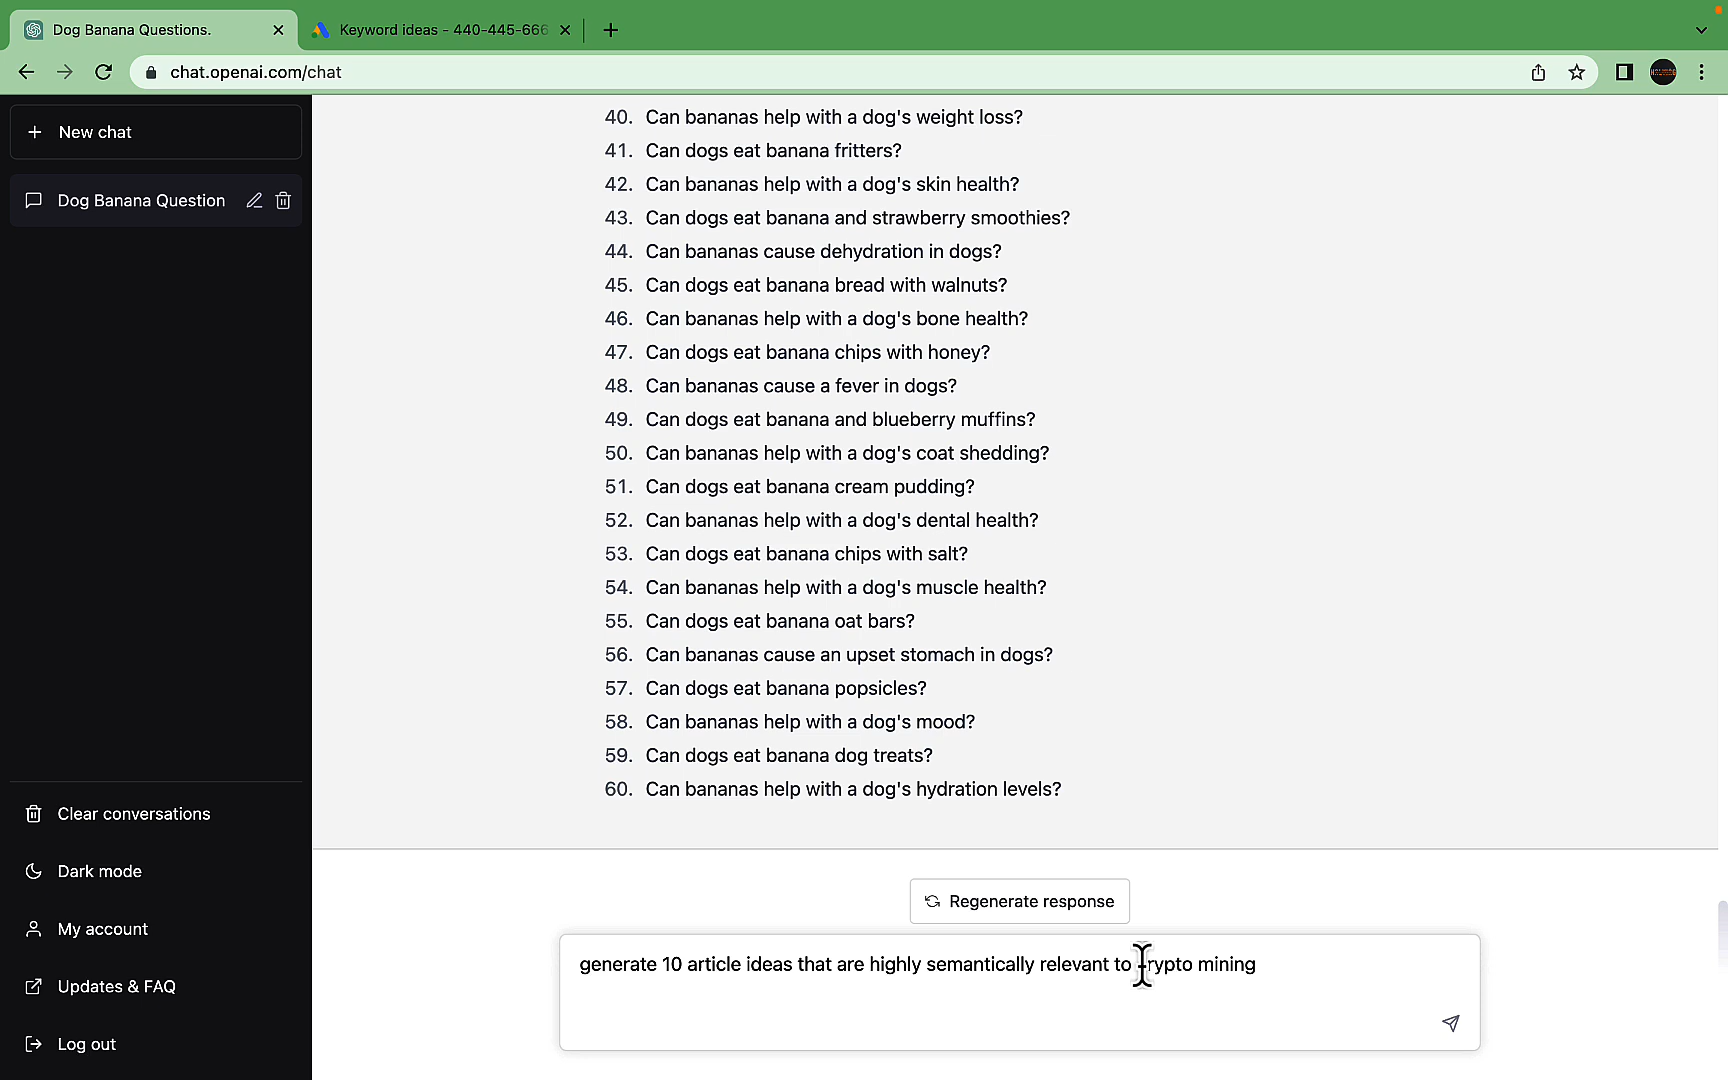 Dog Banana Questions.
Keyword ideas - 440-445-666
chat.openai.com/chat
New chat
Dog Banana Question
40. Can bananas help with a dog's weight loss?
41. Can dogs eat banana fritters?
42. Can bananas help with a dog's skin health?
43. Can dogs eat banana and strawberry smoothies?
44. Can bananas cause dehydration in dogs?
45. Can dogs eat banana bread with walnuts?
46. Can bananas help with a dog's bone health?
47. Can dogs eat banana chips with honey?
48. Can bananas cause a fever in dogs?
49. Can dogs eat banana and blueberry muffins?
50. Can bananas help with a dog's coat shedding?
51. Can dogs eat banana cream pudding?
52. Can bananas help with a dog's dental health?
53. Can dogs eat banana chips with salt?
54. Can bananas help with a dog's muscle health?
55. Can dogs eat banana oat bars?
56. Can bananas cause an upset stomach in dogs?
57. Can dogs eat banana popsicles?
58. Can bananas help with a dog's mood?
59. Can dogs eat banana dog treats?
60. Can bananas help with a dog's hydration levels?
Clear conversations
Dark mode
My account
Updates & FAQ
Log out
Regenerate response
generate 10 article ideas that are highly semantically relevant to crypto mining